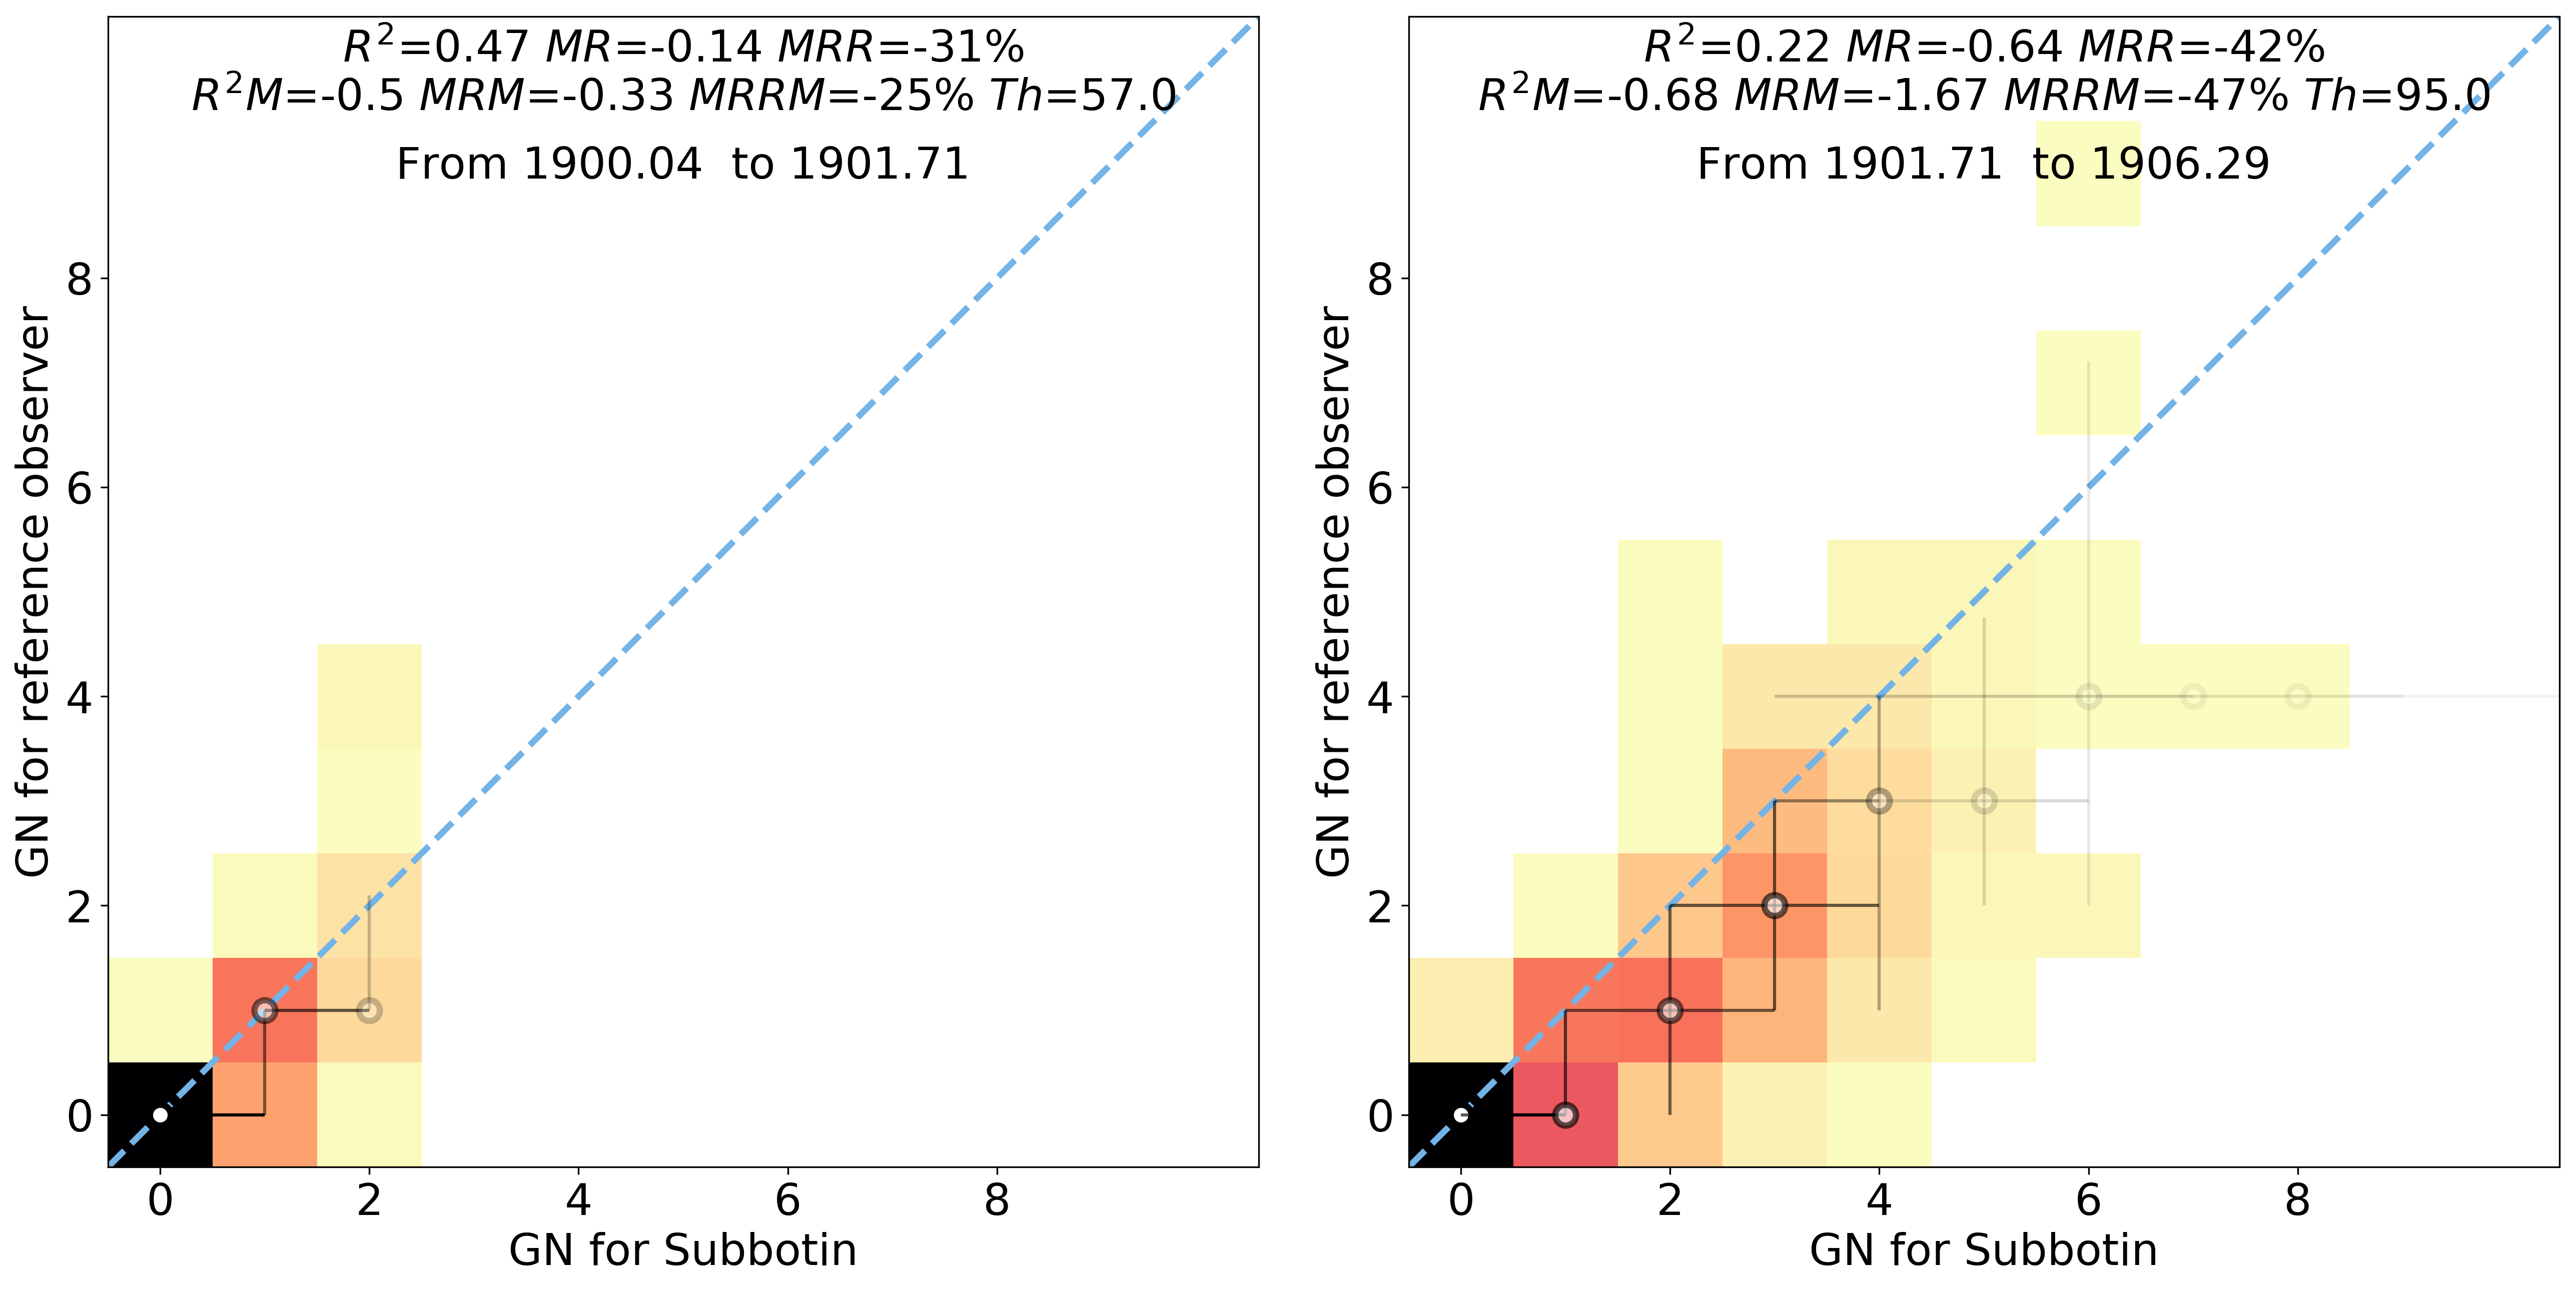 R²=0.47 MR=-0.14 MRR=-31%
R²M=-0.5 MRM=-0.33 MRRM=-25% Th=57.0
From 1900.04 to 1901.71
GN for reference observer
8
6
4
2
0
0 2 4 6 8
GN for Subbotin
R²=0.22 MR=-0.64 MRR=-42%
R²M=-0.68 MRM=-1.67 MRRM=-47% Th=95.0
From 1901.71 to 1906.29
GN for reference observer
8
6
4
2
0
0 2 4 6 8
GN for Subbotin